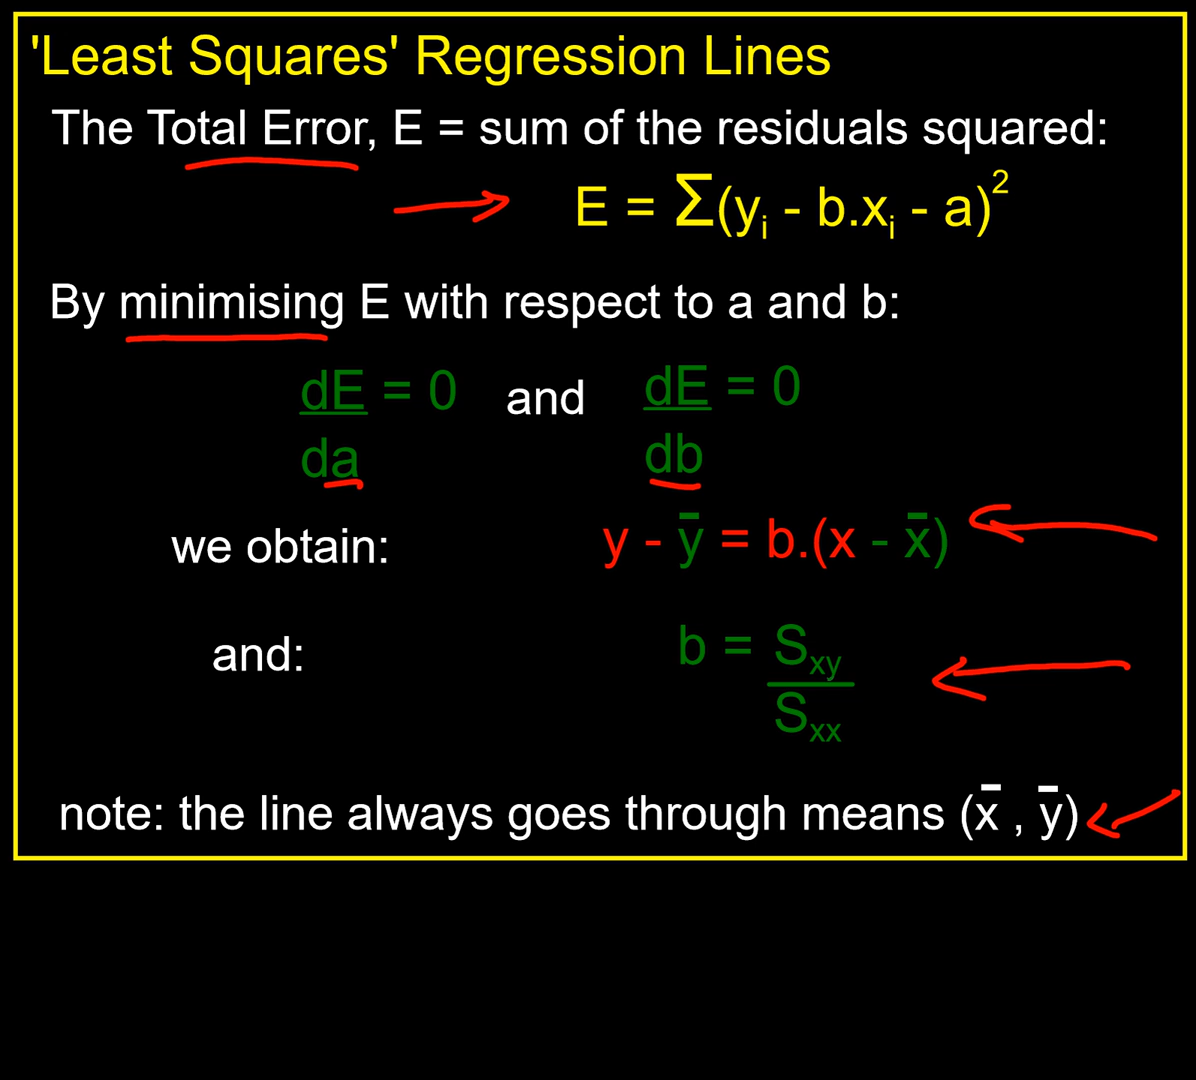 'Least Squares' Regression Lines
The Total Error, E = sum of the residuals squared:
E = Σ(yᵢ - b.xᵢ - a)²
By minimising E with respect to a and b:
dE = 0 and dE = 0
da db
we obtain: y - ȳ = b.(x - x̄)
and: b = Sxy
Sxx
note: the line always goes through means (x̄ , ȳ)